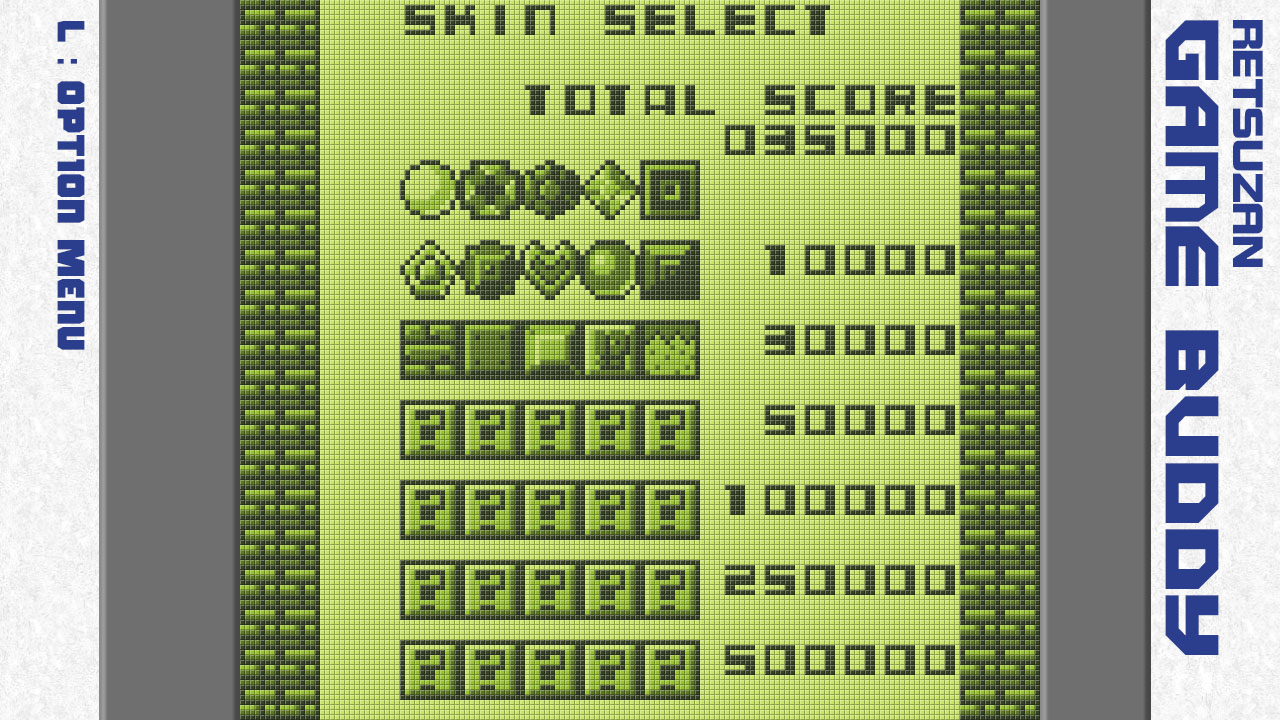 SKIN SELECT
TOTAL SCORE
035000
10000
30000
????? 50000
????? 100000
????? 250000
????? 500000
L: OPTION MENU
RETSUZAN
GAME BUDDY